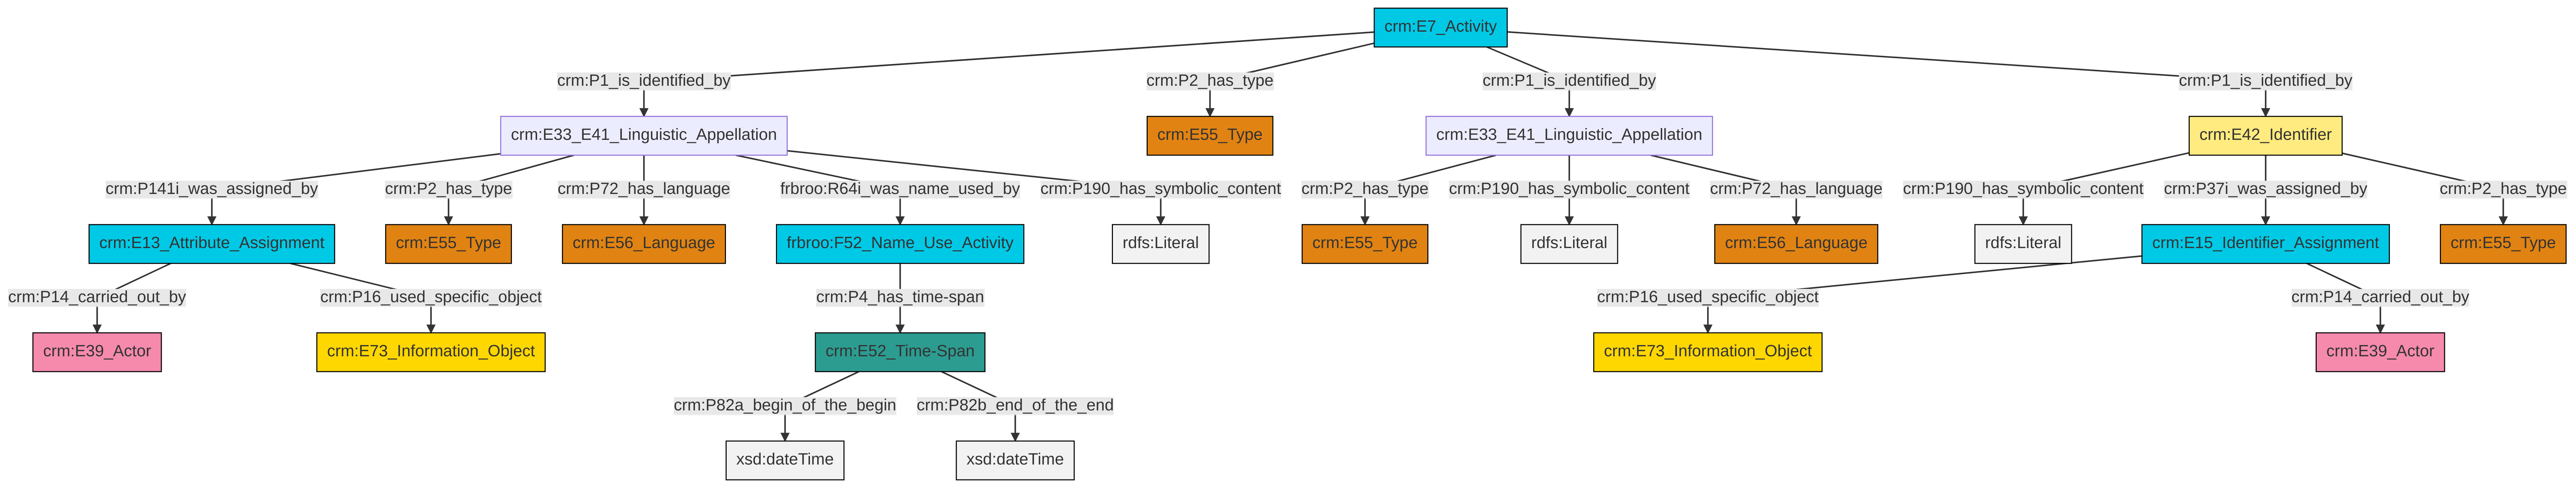 crm:E7_Activity
crm:P1_is_identified_by
crm:P2_has_type
crm:P1_is_identified_by
crm:P1_is_identified_by
crm:E33_E41_Linguistic_Appellation
crm:E55_Type
crm:E33_E41_Linguistic_Appellation
crm:E42_Identifier
crm:P141i_was_assigned_by
crm:P2_has_type
crm:P72_has_language
frbroo:R64i_was_name_used_by
crm:P190_has_symbolic_content
crm:P2_has_type
crm:P190_has_symbolic_content
crm:P72_has_language
crm:P190_has_symbolic_content
crm:P37i_was_assigned_by
crm:P2_has_type
crm:E13_Attribute_Assignment
crm:E55_Type
crm:E56_Language
frbroo:F52_Name_Use_Activity
rdfs:Literal
crm:E55_Type
rdfs:Literal
crm:E56_Language
rdfs:Literal
crm:E15_Identifier_Assignment
crm:E55_Type
crm:P14_carried_out_by
crm:P16_used_specific_object
crm:P4_has_time-span
crm:P16_used_specific_object
crm:P14_carried_out_by
crm:E39_Actor
crm:E73_Information_Object
crm:E52_Time-Span
crm:E73_Information_Object
crm:E39_Actor
crm:P82a_begin_of_the_begin
crm:P82b_end_of_the_end
xsd:dateTime
xsd:dateTime